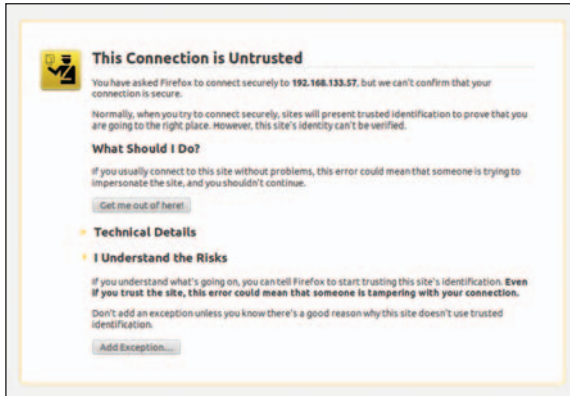 This Connection is Untrusted
You have asked Firefox to connect securely to 192.168.133.57, but we can't confirm that your
connection is secure.
Normally, when you try to connect securely, sites will present trusted identification to prove that you
are going to the right place. However, this site's identity can't be verified.
What Should I Do?
If you usually connect to this site without problems, this error could mean that someone is trying to
impersonate the site, and you shouldn't continue.
Get me out of here!
Technical Details
I Understand the Risks
If you understand what's going on, you can tell Firefox to start trusting this site's identification. Even
if you trust the site, this error could mean that someone is tampering with your connection.
Don't add an exception unless you know there's a good reason why this site doesn't use trusted
identification.
Add Exception...